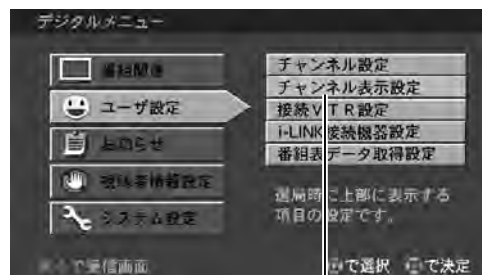 デジタルメニュー
番組関連
ユーザ設定
お知らせ
視聴者情報設定
システム設定
チャンネル設定
チャンネル表示設定
接続VTR設定
i-LINK接続機器設定
番組表データ取得設定
選局時に上部に表示する
項目の設定です。
で受信画面
で選択 で決定